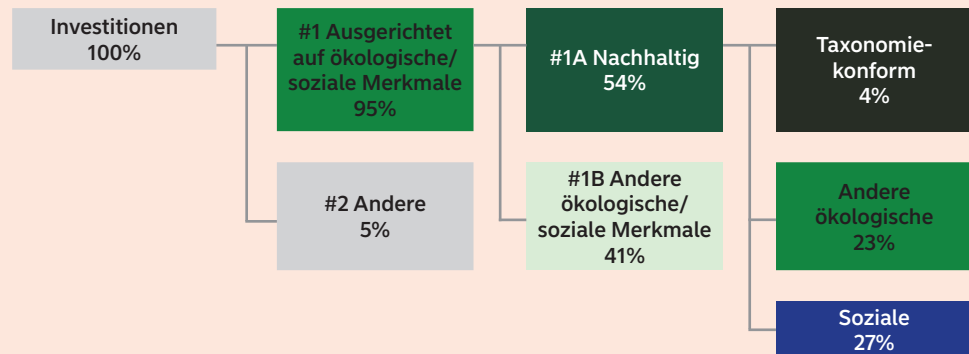 Investitionen
100%
#1 Ausgerichtet
auf ökologische/
soziale Merkmale
95%
#1A Nachhaltig
54%
Taxonomie-
konform
4%
#2 Andere
5%
#1B Andere
ökologische/
soziale Merkmale
41%
Andere
ökologische
23%
Soziale
27%